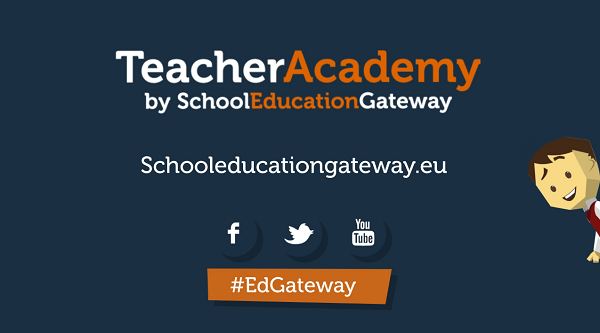 TeacherAcademy
by SchoolEducationGateway
Schooleducationgateway.eu
f
You
Tube
#EdGateway